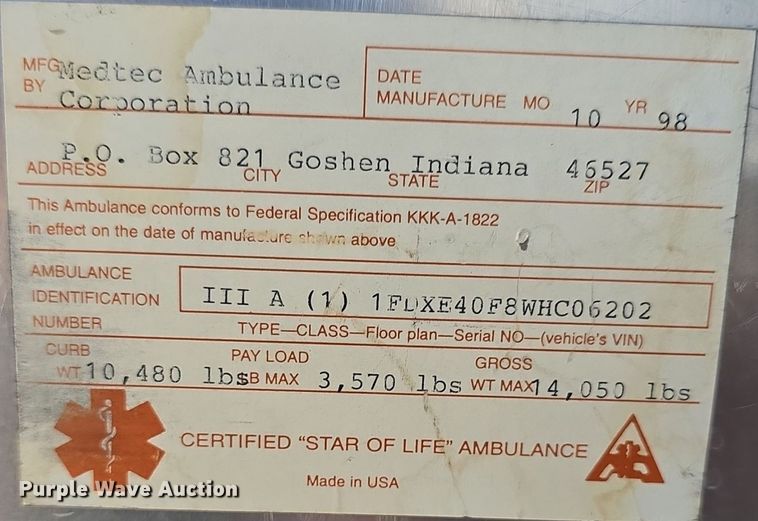 MFG Medtec Ambulance
BY Corporation
DATE
MANUFACTURE MO 10 YR 98
P.O. Box 821 Goshen Indiana 46527
ADDRESS CITY STATE ZIP
This Ambulance conforms to Federal Specification KKK-A-1822
in effect on the date of manufacture shown above
AMBULANCE
IDENTIFICATION
NUMBER
III A (1) 1FDXE40F8WHC06202
TYPE—CLASS—Floor plan—Serial NO—(vehicle's VIN)
CURB PAY LOAD GROSS
WT 10,480 lbs LB MAX 3,570 lbs WT MAX 14,050 lbs
CERTIFIED "STAR OF LIFE" AMBULANCE
Made in USA
Purple Wave Auction